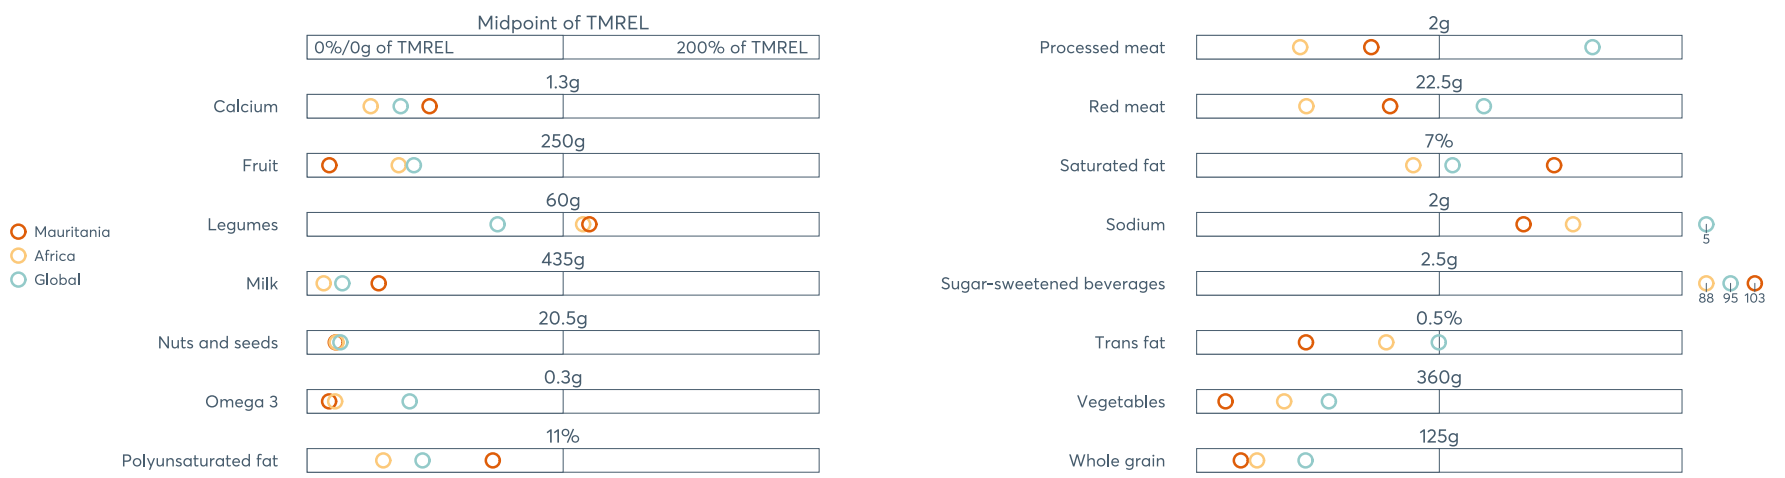 Midpoint of TMREL
0%/0g of TMREL
200% of TMREL
1.3g
Calcium
250g
Fruit
60g
Legumes
435g
Milk
20.5g
Nuts and seeds
0.3g
Omega 3
11%
Polyunsaturated fat
Mauritania
Africa
Global
2g
Processed meat
22.5g
Red meat
7%
Saturated fat
2g
Sodium
5
2.5g
Sugar-sweetened beverages
88 95 103
0.5%
Trans fat
360g
Vegetables
125g
Whole grain